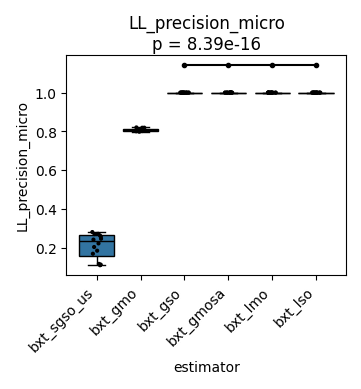 LL_precision_micro
p = 8.39e-16
LL_precision_micro
1.0
0.8
0.6
0.4
0.2
bxt_sgso_us
bxt_gmo
bxt_gso
bxt_gmosa
bxt_lmo
bxt_lso
estimator